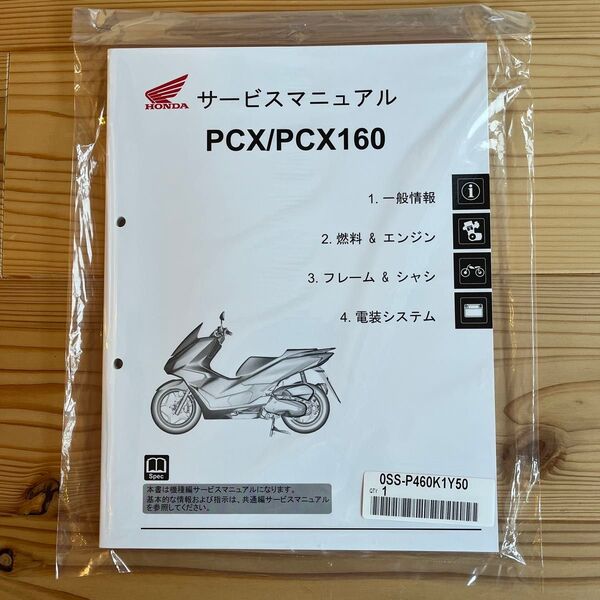 HONDA
サービスマニュアル
PCX/PCX160
1. 一般情報
2. 燃料 & エンジン
3. フレーム & シャシ
4. 電装システム
Spec
本書は機種編サービスマニュアルになります。
基本的な情報および指示は、共通編サービスマニュアル
を参照してください。
0SS-P460K1Y50
QTY 1